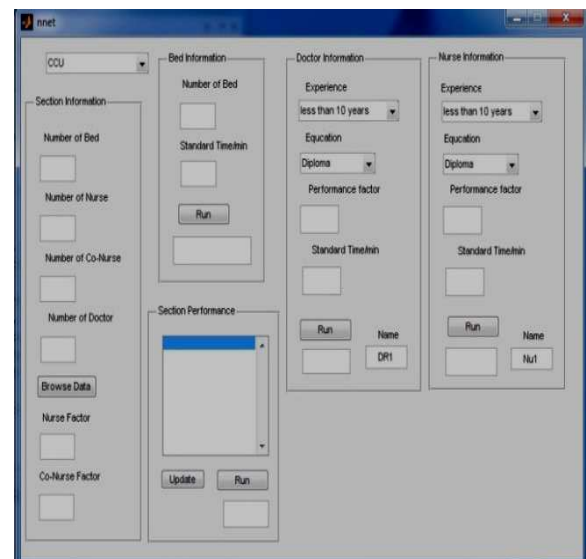 nnet
CCU
Section Information
Number of Bed
Number of Nurse
Number of Co-Nurse
Number of Doctor
Browse Data
Nurse Factor
Co-Nurse Factor
Bed Information
Number of Bed
Standard Time/min
Run
Section Performance
Update
Run
Doctor Information
Experience
less than 10 years
Equcation
Diploma
Performance factor
Standard Time/min
Run
Name
DR1
Nurse Information
Experience
less than 10 years
Equcation
Diploma
Performance factor
Standard Time/min
Run
Name
Nu1